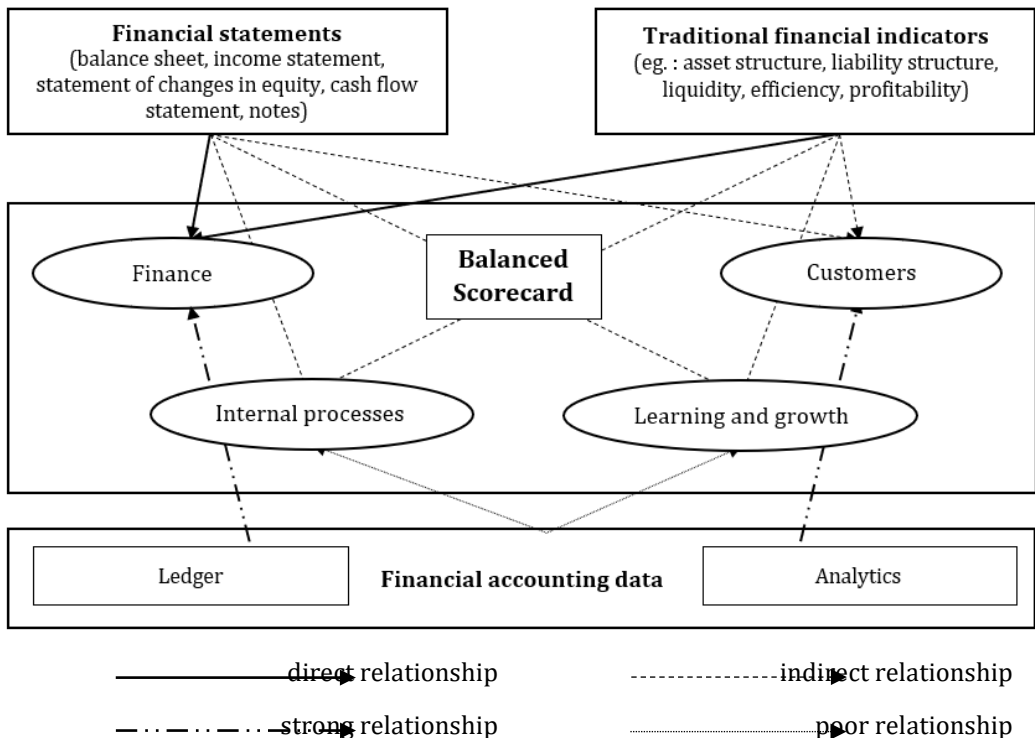 Financial statements
(balance sheet, income statement,
statement of changes in equity, cash flow
statement, notes)
Traditional financial indicators
(eg. : asset structure, liability structure,
liquidity, efficiency, profitability)
Finance
Balanced
Scorecard
Customers
Internal processes
Learning and growth
Ledger
Financial accounting data
Analytics
direct relationship
indirect relationship
strong relationship
poor relationship